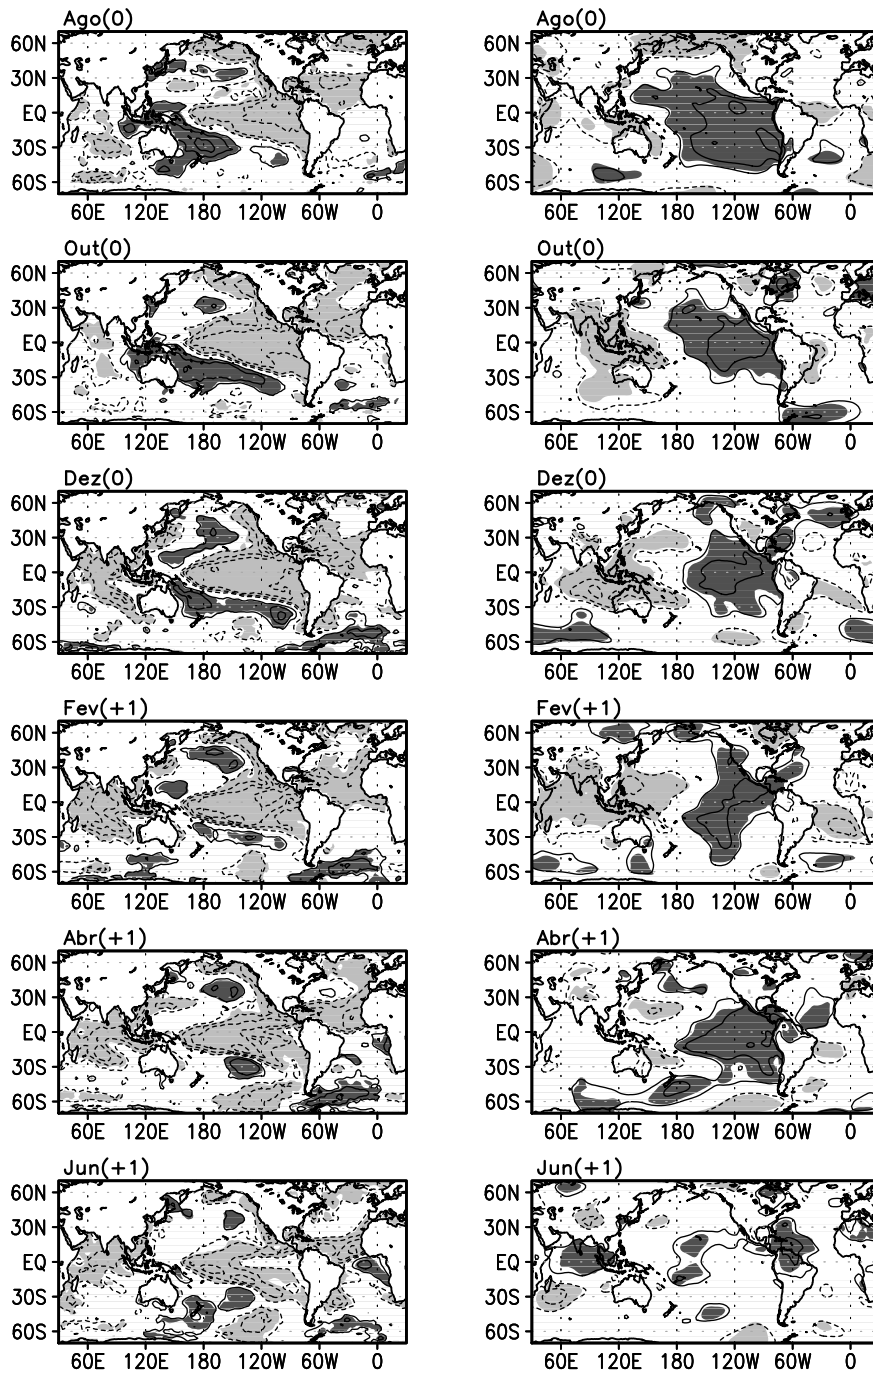 Ago(0) Ago(0)
60N 60N
30N 30N
EQ EQ
30S 30S
60S 60S
60E 120E 180 120W 60W 0 60E 120E 180 120W 60W 0
Out(0) Out(0)
60N 60N
30N 30N
EQ EQ
30S 30S
60S 60S
60E 120E 180 120W 60W 0 60E 120E 180 120W 60W 0
Dez(0) Dez(0)
60N 60N
30N 30N
EQ EQ
30S 30S
60S 60S
60E 120E 180 120W 60W 0 60E 120E 180 120W 60W 0
Fev(+1) Fev(+1)
60N 60N
30N 30N
EQ EQ
30S 30S
60S 60S
60E 120E 180 120W 60W 0 60E 120E 180 120W 60W 0
Abr(+1) Abr(+1)
60N 60N
30N 30N
EQ EQ
30S 30S
60S 60S
60E 120E 180 120W 60W 0 60E 120E 180 120W 60W 0
Jun(+1) Jun(+1)
60N 60N
30N 30N
EQ EQ
30S 30S
60S 60S
60E 120E 180 120W 60W 0 60E 120E 180 120W 60W 0